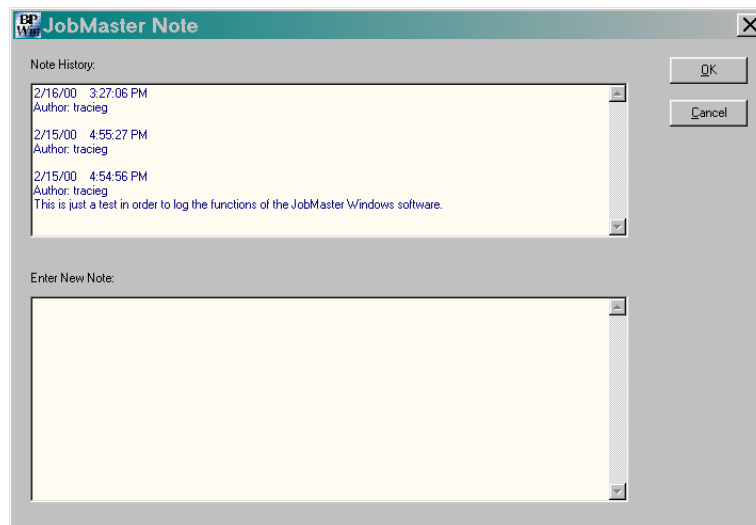 BP
Win
JobMaster Note
Note History:
OK
2/16/00 3:27:06 PM
Author: tracieg
Cancel
2/15/00 4:55:27 PM
Author: tracieg
2/15/00 4:54:56 PM
Author: tracieg
This is just a test in order to log the functions of the JobMaster Windows software.
Enter New Note: